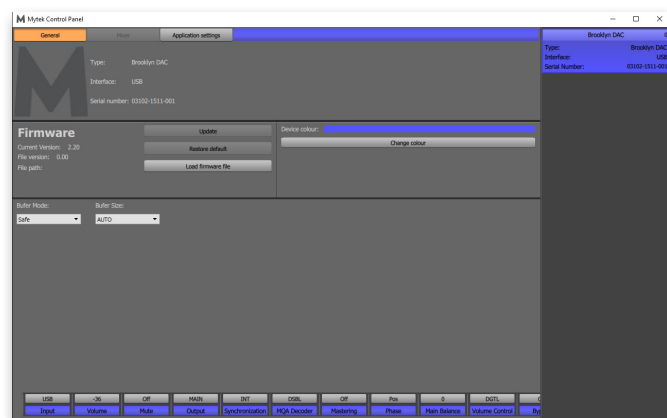 Mytek Control Panel
General
Mixer
Application settings
Type: Brooklyn DAC
Interface: USB
Serial number: 03102-1511-001
Firmware
Current Version: 2.20
File version: 0.00
File path:
Update
Restore default
Load firmware file
Device colour:
Change colour
Bufer Mode:
Bufer Size:
Safe
AUTO
USB
-36
Off
MAIN
INT
DSBL
Off
Pos
0
DGTL
Input
Volume
Mute
Output
Synchronization
MQA Decoder
Mastering
Phase
Main Balance
Volume Control
Brooklyn DAC 0
Type: Brooklyn DAC
Interface: USB
Serial Number: 03102-1511-001